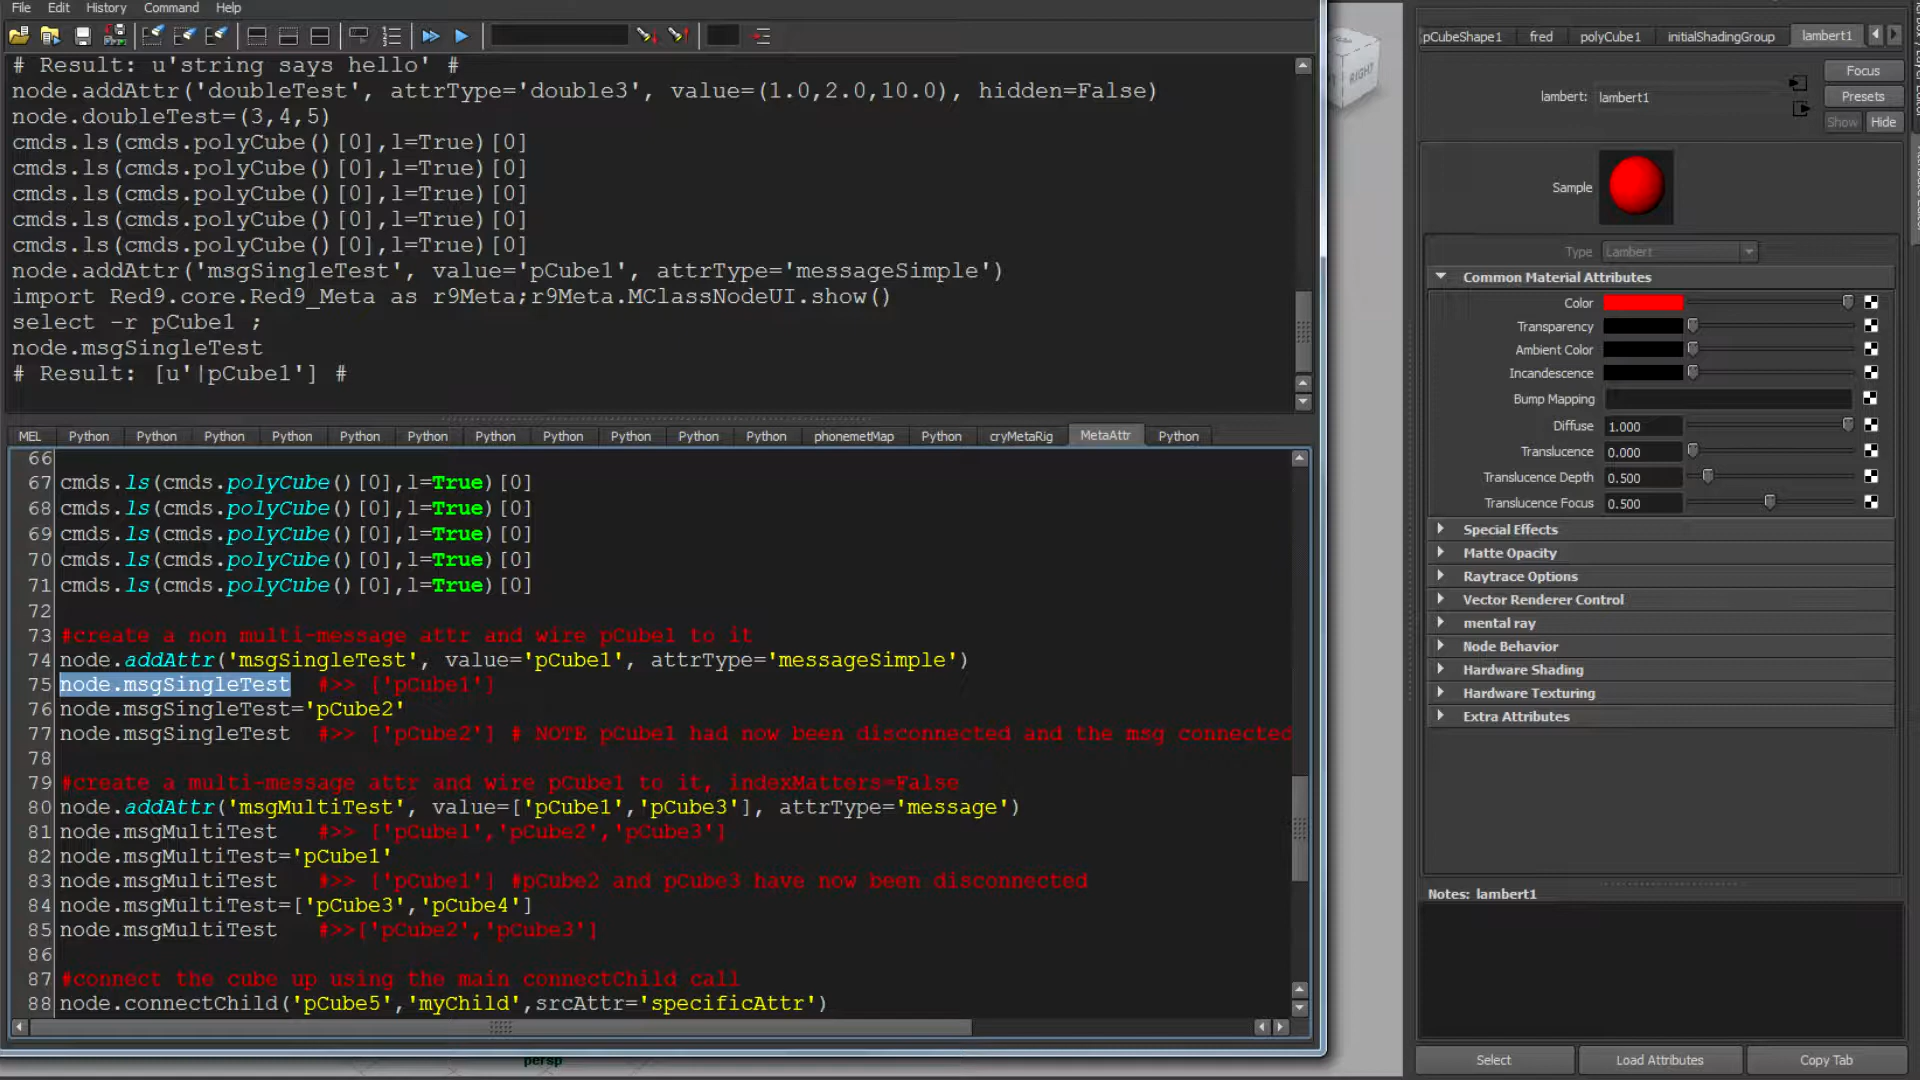 File Edit History Command Help
# Result: u'string says hello' #
node.addAttr('doubleTest', attrType='double3', value=(1.0,2.0,10.0), hidden=False)
node.doubleTest=(3,4,5)
cmds.ls(cmds.polyCube()[0],l=True)[0]
cmds.ls(cmds.polyCube()[0],l=True)[0]
cmds.ls(cmds.polyCube()[0],l=True)[0]
cmds.ls(cmds.polyCube()[0],l=True)[0]
cmds.ls(cmds.polyCube()[0],l=True)[0]
node.addAttr('msgSingleTest', value='pCube1', attrType='messageSimple')
import Red9.core.Red9_Meta as r9Meta;r9Meta.MClassNodeUI.show()
select -r pCube1 ;
node.msgSingleTest
# Result: [u'|pCube1'] #
MEL Python Python Python Python Python Python Python Python Python Python Python phonemetMap Python cryMetaRig MetaAttr Python
66
67 cmds.ls(cmds.polyCube()[0],l=True)[0]
68 cmds.ls(cmds.polyCube()[0],l=True)[0]
69 cmds.ls(cmds.polyCube()[0],l=True)[0]
70 cmds.ls(cmds.polyCube()[0],l=True)[0]
71 cmds.ls(cmds.polyCube()[0],l=True)[0]
72
73 #create a non multi-message attr and wire pCube1 to it
74 node.addAttr('msgSingleTest', value='pCube1', attrType='messageSimple')
75 node.msgSingleTest #>> ['pCube1']
76 node.msgSingleTest='pCube2'
77 node.msgSingleTest #>> ['pCube2'] # NOTE pCube1 had now been disconnected and the msg connected
78
79 #create a multi-message attr and wire pCube1 to it, indexMatters=False
80 node.addAttr('msgMultiTest', value=['pCube1','pCube3'], attrType='message')
81 node.msgMultiTest #>> ['pCube1','pCube2','pCube3']
82 node.msgMultiTest='pCube1'
83 node.msgMultiTest #>> ['pCube1'] #pCube2 and pCube3 have now been disconnected
84 node.msgMultiTest=['pCube3','pCube4']
85 node.msgMultiTest #>>['pCube2','pCube3']
86
87 #connect the cube up using the main connectChild call
88 node.connectChild('pCube5','myChild',srcAttr='specificAttr')
persp
RIGHT
pCubeShape1 fred polyCube1 initialShadingGroup lambert1
Focus
lambert: lambert1
Presets
Show Hide
Sample
Type Lambert
Common Material Attributes
Color
Transparency
Ambient Color
Incandescence
Bump Mapping
Diffuse 1.000
Translucence 0.000
Translucence Depth 0.500
Translucence Focus 0.500
Special Effects
Matte Opacity
Raytrace Options
Vector Renderer Control
mental ray
Node Behavior
Hardware Shading
Hardware Texturing
Extra Attributes
Notes: lambert1
Select Load Attributes Copy Tab